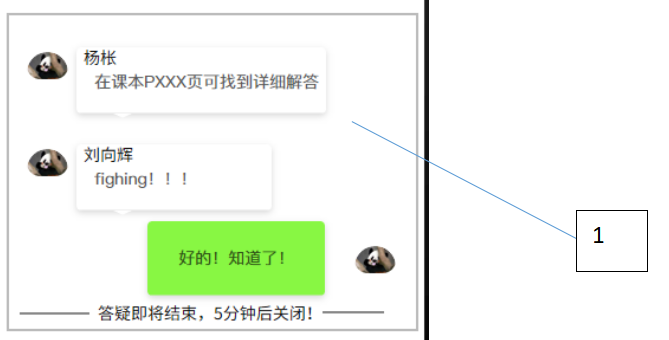 杨枨
在课本PXXX页可找到详细解答
刘向辉
fighing！！！
好的！知道了！
答疑即将结束，5分钟后关闭！
1